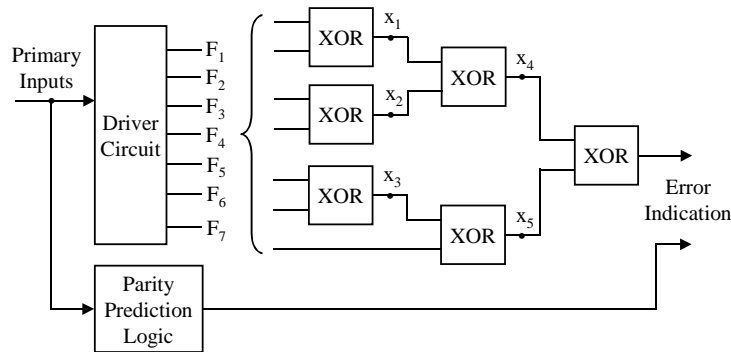 Primary
Inputs
Driver
Circuit
F1
F2
F3
F4
F5
F6
F7
XOR
x1
XOR
x2
XOR
x3
XOR
x4
XOR
x5
XOR
Error
Indication
Parity
Prediction
Logic